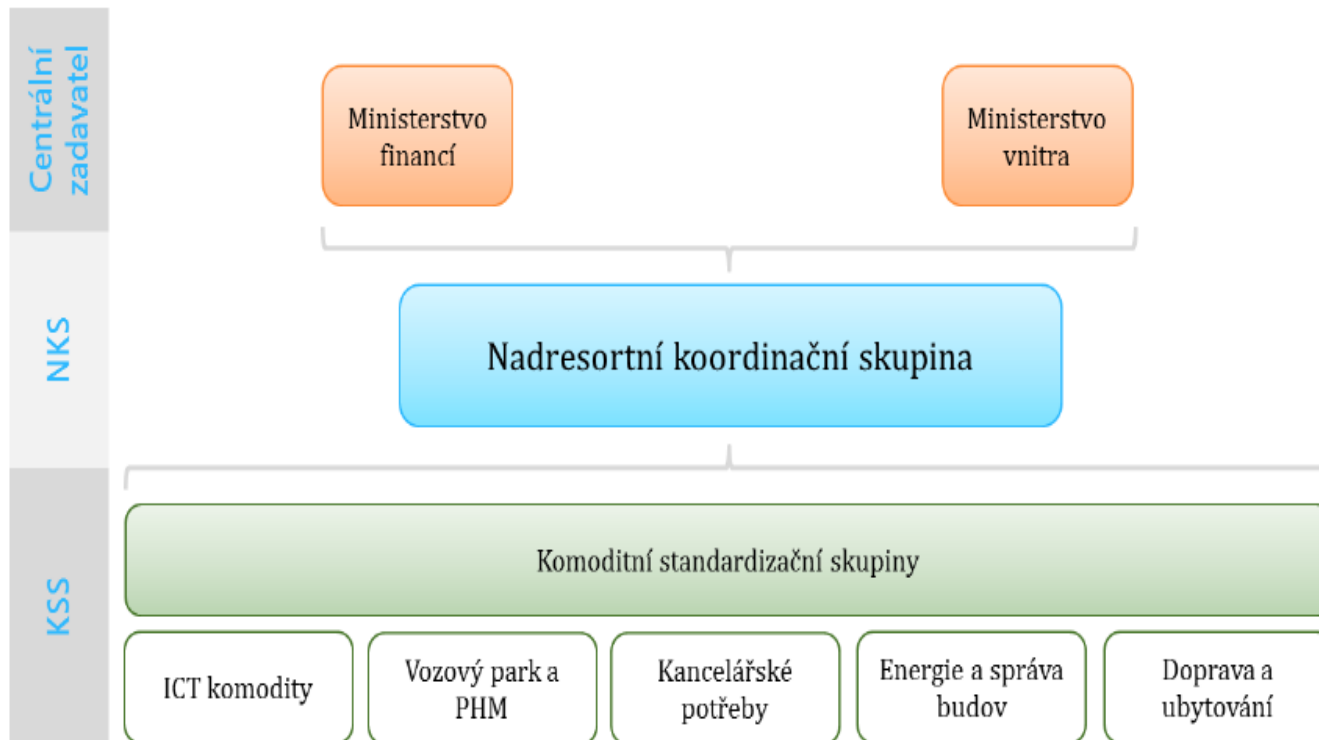 Centrální
zadavatel
Ministerstvo
financí
Ministerstvo
vnitra
NKS
Nadresortní koordinační skupina
KSS
Komoditní standardizační skupiny
ICT komodity
Vozový park a
PHM
Kancelářské
potřeby
Energie a správa
budov
Doprava a
ubytování